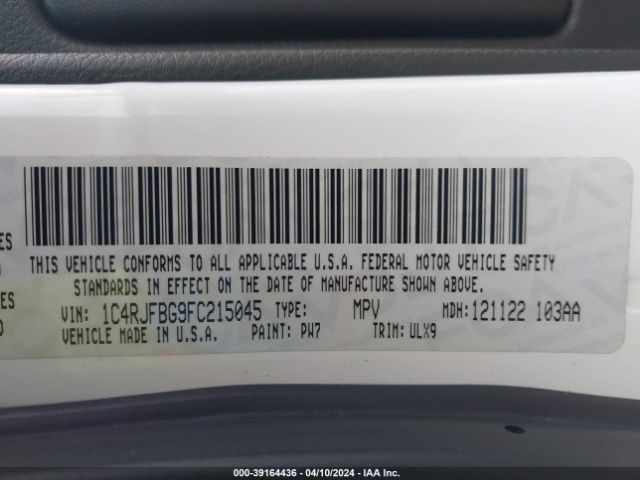 ES
THIS VEHICLE CONFORMS TO ALL APPLICABLE U.S.A. FEDERAL MOTOR VEHICLE SAFETY
STANDARDS IN EFFECT ON THE DATE OF MANUFACTURE SHOWN ABOVE.
ES
VIN: 1C4RJFBG9FC215045 TYPE: MPV MDH: 121122 103AA
VEHICLE MADE IN U.S.A. PAINT: PW7 TRIM: ULX9
000-39164436 - 04/10/2024 - IAA Inc.